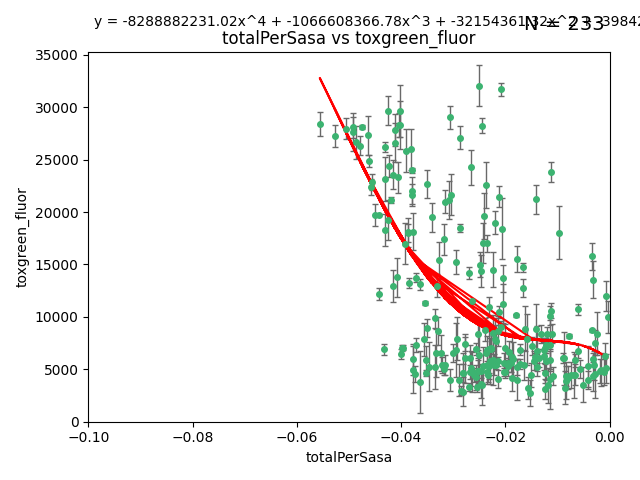 y = -8288882231.02x^4 + -1066608366.78x^3 + -32154361
N = 233
totalPerSasa vs toxgreen_fluor
35000
30000
25000
20000
15000
10000
5000
0
toxgreen_fluor
−0.10
−0.08
−0.06
−0.04
−0.02
0.00
totalPerSasa